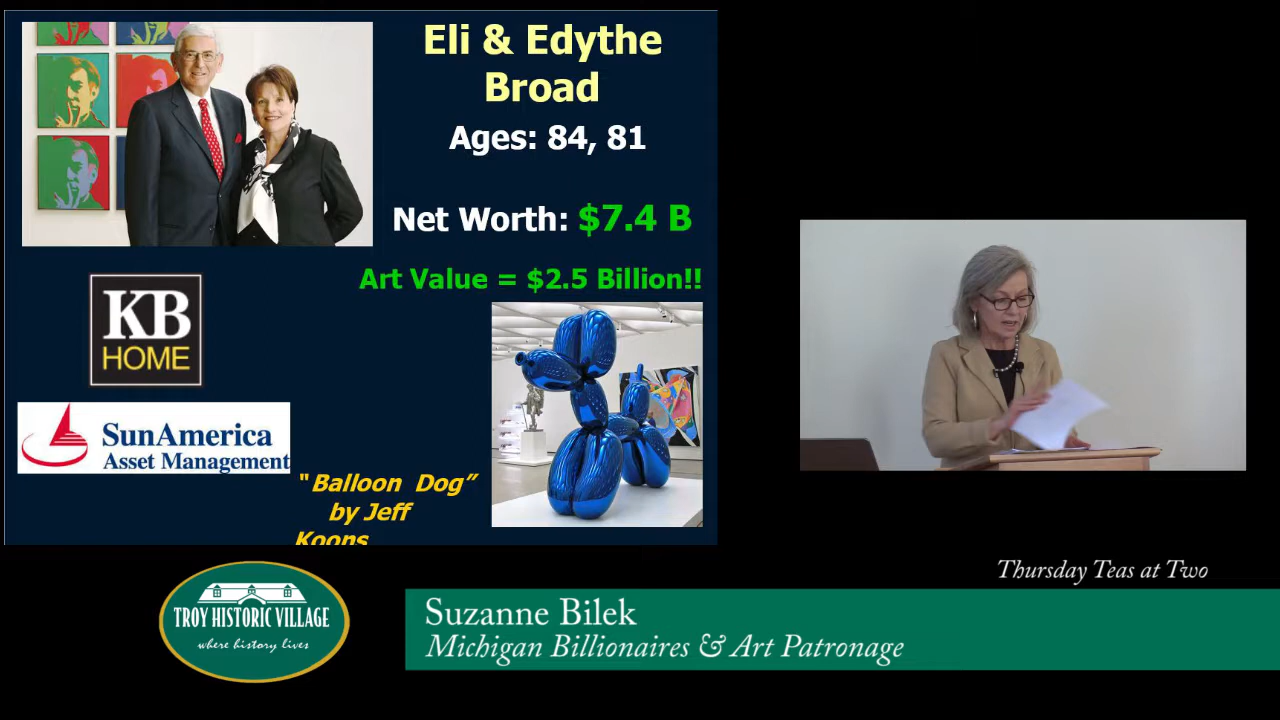 Eli & Edythe
Broad
Ages: 84, 81
Net Worth: $7.4 B
Art Value = $2.5 Billion!!
KB
HOME
SunAmerica
Asset Management
"Balloon Dog"
by Jeff
Koons
Thursday Teas at Two
TROY HISTORIC VILLAGE
where history lives
Suzanne Bilek
Michigan Billionaires & Art Patronage